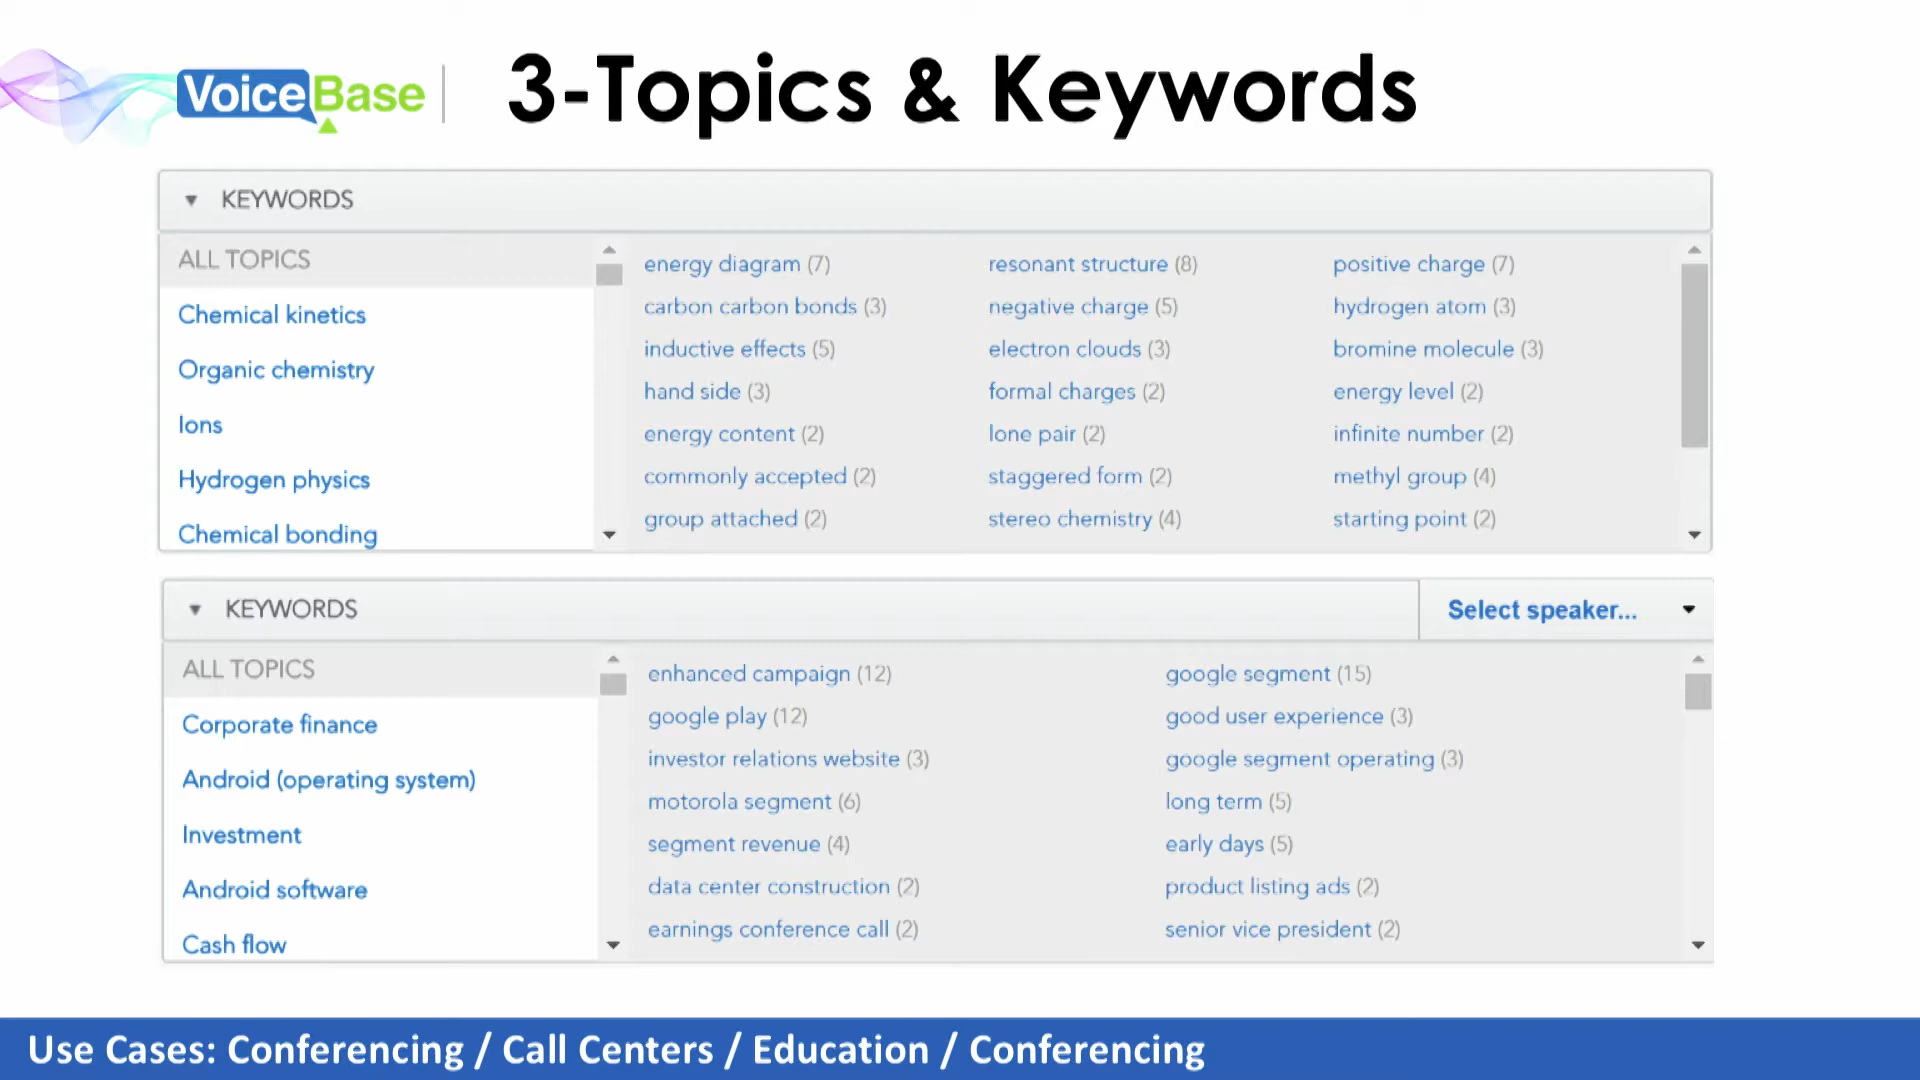 VoiceBase
3-Topics & Keywords
KEYWORDS
ALL TOPICS
Chemical kinetics
Organic chemistry
Ions
Hydrogen physics
Chemical bonding
energy diagram (7) resonant structure (8) positive charge (7)
carbon carbon bonds (3) negative charge (5) hydrogen atom (3)
inductive effects (5) electron clouds (3) bromine molecule (3)
hand side (3) formal charges (2) energy level (2)
energy content (2) lone pair (2) infinite number (2)
commonly accepted (2) staggered form (2) methyl group (4)
group attached (2) stereo chemistry (4) starting point (2)
KEYWORDS
Select speaker...
ALL TOPICS
Corporate finance
Android (operating system)
Investment
Android software
Cash flow
enhanced campaign (12) google segment (15)
google play (12) good user experience (3)
investor relations website (3) google segment operating (3)
motorola segment (6) long term (5)
segment revenue (4) early days (5)
data center construction (2) product listing ads (2)
earnings conference call (2) senior vice president (2)
Use Cases: Conferencing / Call Centers / Education / Conferencing